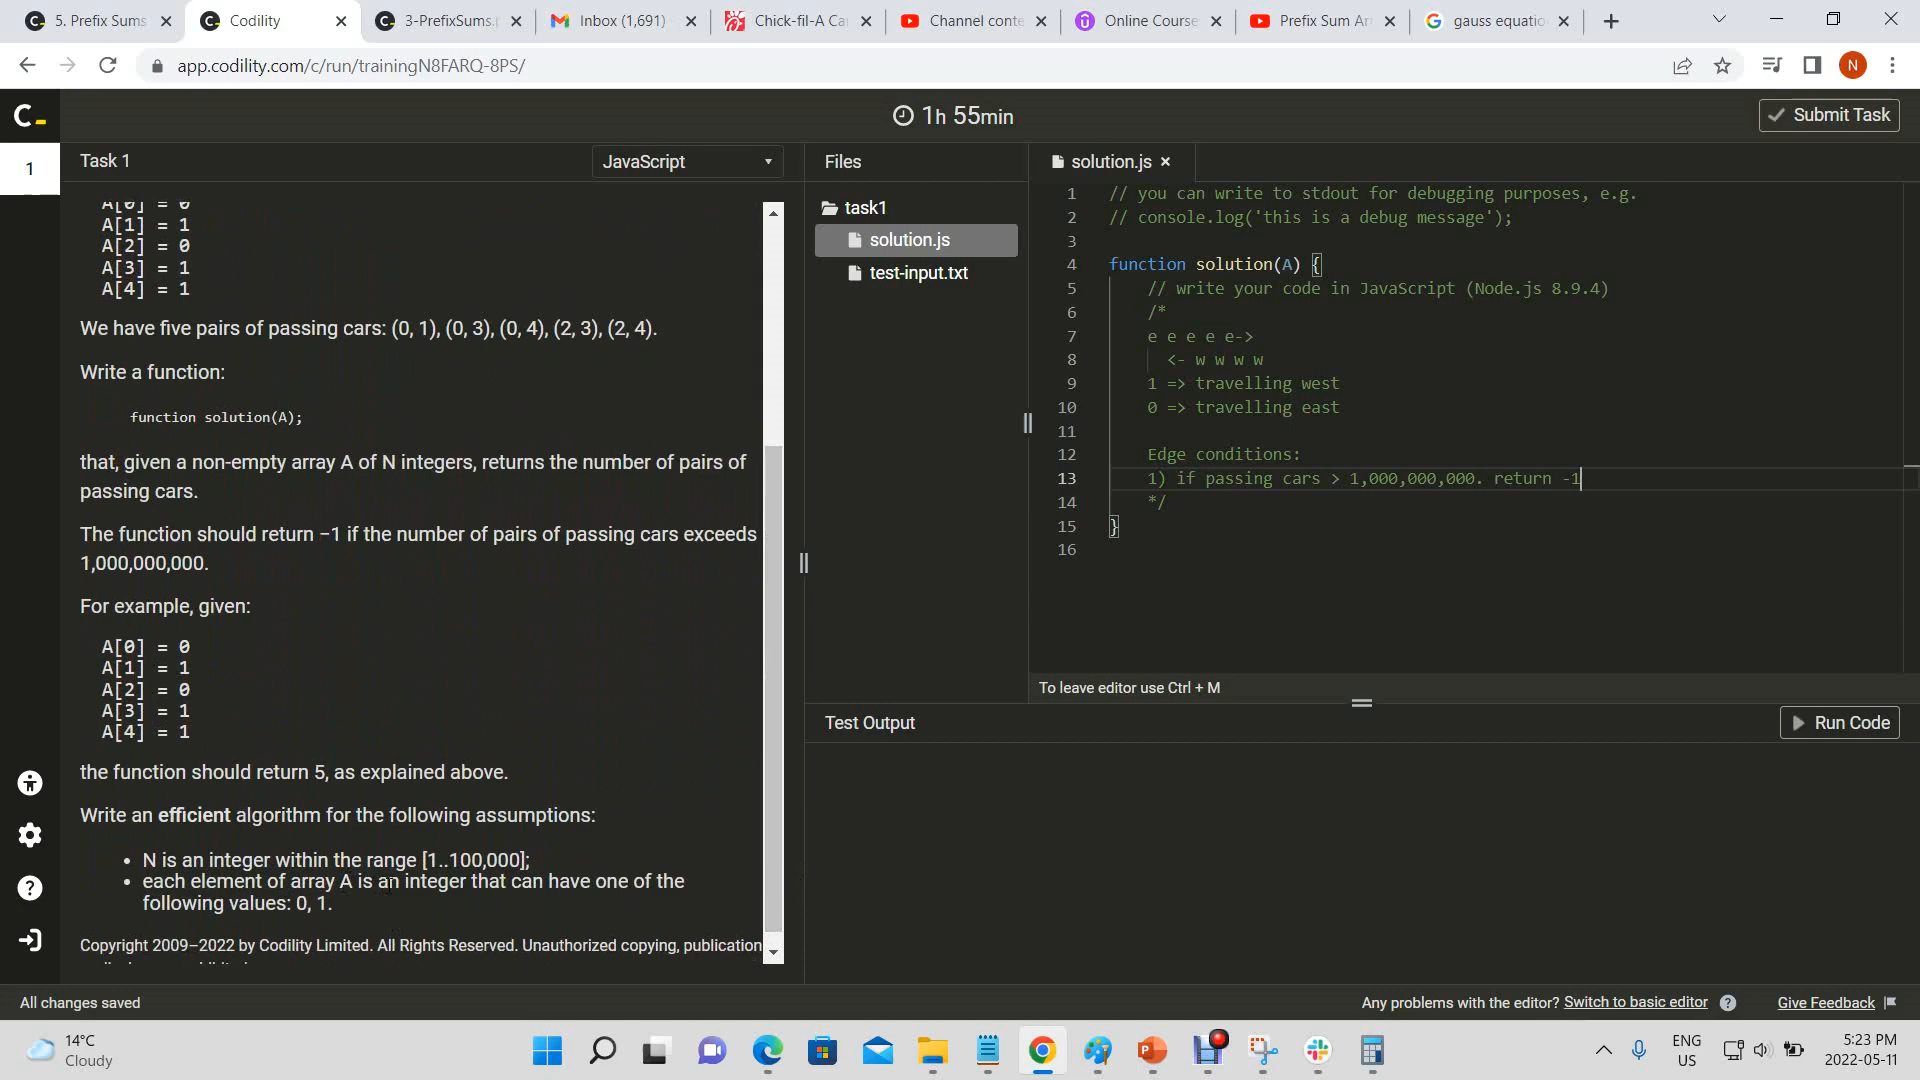 5. Prefix Sums
Codility
3-PrefixSums.p
Inbox (1,691)
Chick-fil-A Ca
Channel conte
Online Course
Prefix Sum Ar
gauss equatio
app.codility.com/c/run/trainingN8FARQ-8PS/
N
C
1h 55min
Submit Task
1
Task 1
JavaScript
Files
solution.js
A[0] = 0
A[1] = 1
A[2] = 0
A[3] = 1
A[4] = 1
We have five pairs of passing cars: (0, 1), (0, 3), (0, 4), (2, 3), (2, 4).
Write a function:
function solution(A);
that, given a non-empty array A of N integers, returns the number of pairs of
passing cars.
The function should return −1 if the number of pairs of passing cars exceeds
1,000,000,000.
For example, given:
A[0] = 0
A[1] = 1
A[2] = 0
A[3] = 1
A[4] = 1
the function should return 5, as explained above.
Write an efficient algorithm for the following assumptions:
• N is an integer within the range [1..100,000];
• each element of array A is an integer that can have one of the
following values: 0, 1.
Copyright 2009–2022 by Codility Limited. All Rights Reserved. Unauthorized copying, publication
task1
solution.js
test-input.txt
1 // you can write to stdout for debugging purposes, e.g.
2 // console.log('this is a debug message');
3
4 function solution(A) {
5 // write your code in JavaScript (Node.js 8.9.4)
6 /*
7 e e e e e->
8 <- w w w w
9 1 => travelling west
10 0 => travelling east
11
12 Edge conditions:
13 1) if passing cars > 1,000,000,000. return -1
14 */
15 }
16
To leave editor use Ctrl + M
Test Output
Run Code
All changes saved
Any problems with the editor? Switch to basic editor ?
Give Feedback
14°C
Cloudy
ENG
US
5:23 PM
2022-05-11